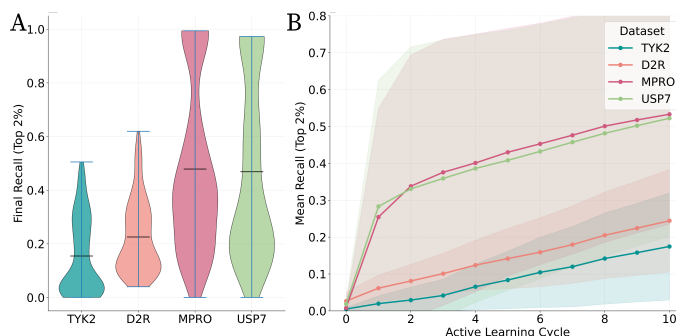 A
Final Recall (Top 2%)
1.0
0.8
0.6
0.4
0.2
0.0
TYK2 D2R MPRO USP7
B
Mean Recall (Top 2%)
0.8
0.7
0.6
0.5
0.4
0.3
0.2
0.1
0.0
0 2 4 6 8 10
Active Learning Cycle
Dataset
TYK2
D2R
MPRO
USP7